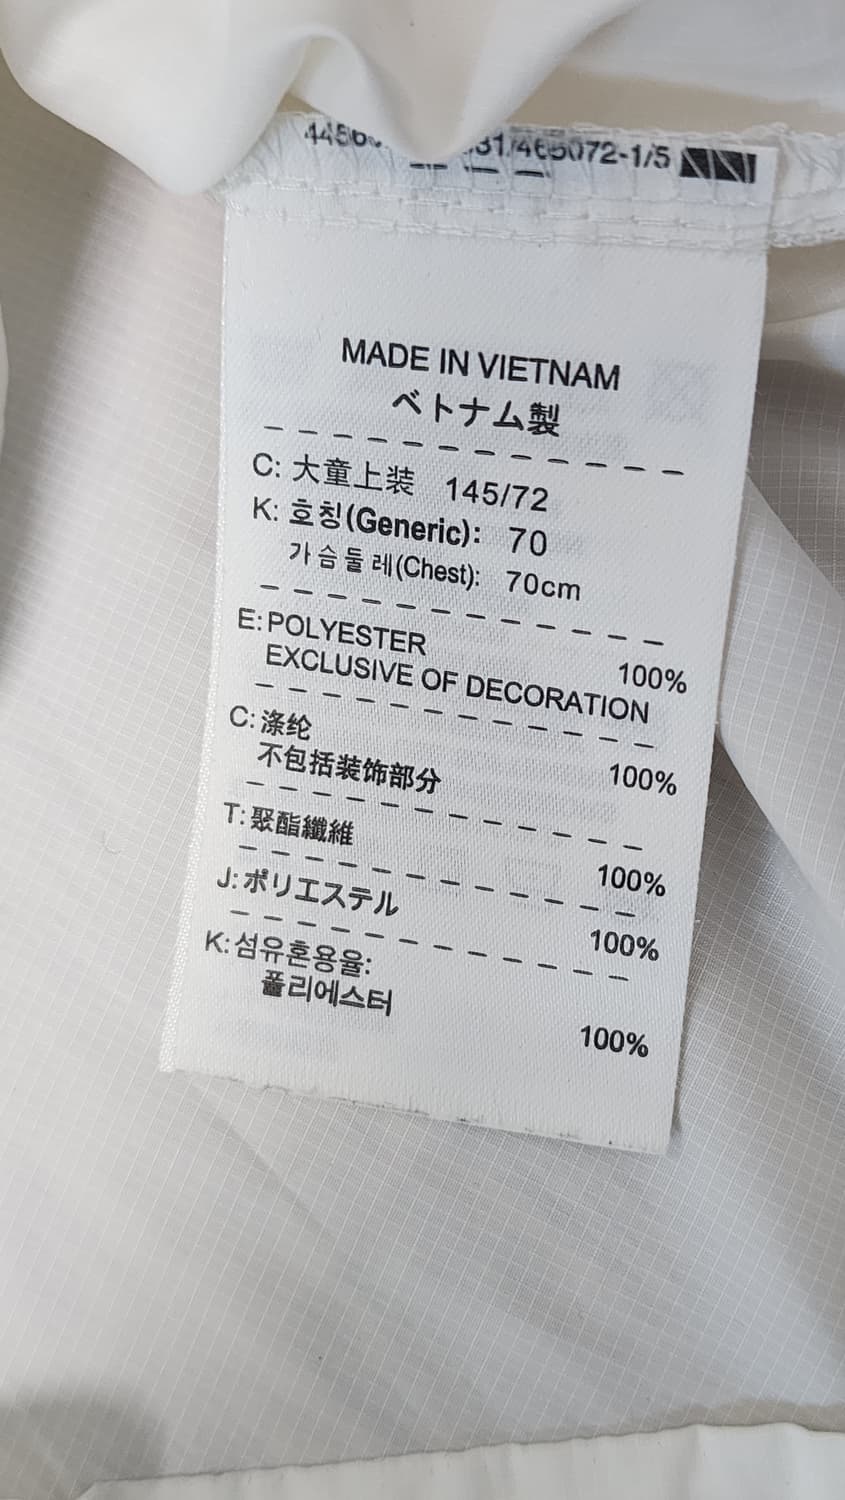 465072-1/5
MADE IN VIETNAM
ベトナム製
C: 大童上装 145/72
K: 호칭(Generic): 70
가슴둘레(Chest): 70cm
E: POLYESTER 100%
EXCLUSIVE OF DECORATION
C: 涤纶 100%
不包括装饰部分
T: 聚酯纖維 100%
J: ポリエステル 100%
K: 섬유혼용율:
폴리에스터 100%